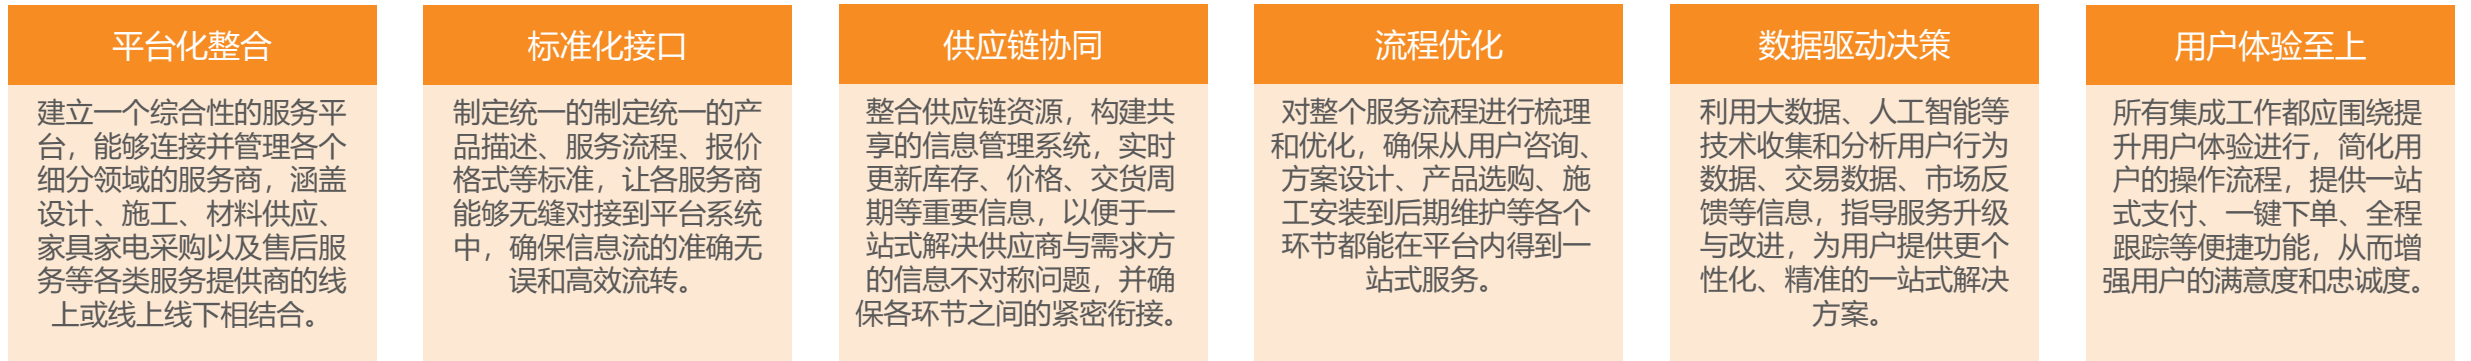 平台化整合
建立一个综合性的服务平
台，能够连接并管理各个
细分领域的服务商，涵盖
设计、施工、材料供应、
家具家电采购以及售后服
务等各类服务提供商的线
上或线上线下相结合。
标准化接口
制定统一的制定统一的产
品描述、服务流程、报价
格式等标准，让各服务商
能够无缝对接到平台系统
中，确保信息流的准确无
误和高效流转。
供应链协同
整合供应链资源，构建共
享的信息管理系统，实时
更新库存、价格、交货周
期等重要信息，以便于一
站式解决供应商与需求方
的信息不对称问题，并确
保各环节之间的紧密衔接。
流程优化
对整个服务流程进行梳理
和优化，确保从用户咨询、
方案设计、产品选购、施
工安装到后期维护等各个
环节都能在平台内得到一
站式服务。
数据驱动决策
利用大数据、人工智能等
技术收集和分析用户行为
数据、交易数据、市场反
馈等信息，指导服务升级
与改进，为用户提供更个
性化、精准的一站式解决
方案。
用户体验至上
所有集成工作都应围绕提
升用户体验进行，简化用
户的操作流程，提供一站
式支付、一键下单、全程
跟踪等便捷功能，从而增
强用户的满意度和忠诚度。